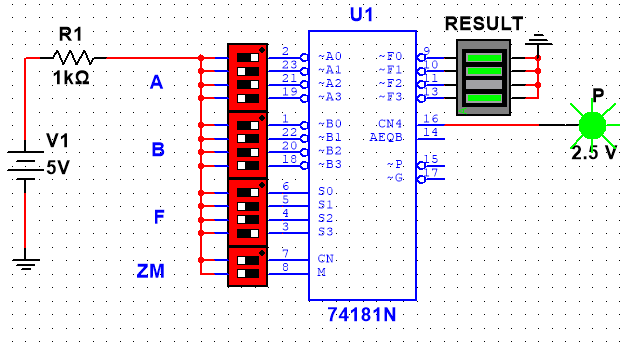 U1
RESULT
R1
1kΩ
V1
5V
A
B
F
ZM
2 ~A0
23 ~A1
21 ~A2
19 ~A3
1 ~B0
22 ~B1
20 ~B2
18 ~B3
6 S0
5 S1
4 S2
3 S3
7 CN
8 M
~F0 9
~F1 10
~F2 11
~F3 13
CN4 16
AEQB 14
~P 15
~G 17
P
2.5 V
74181N